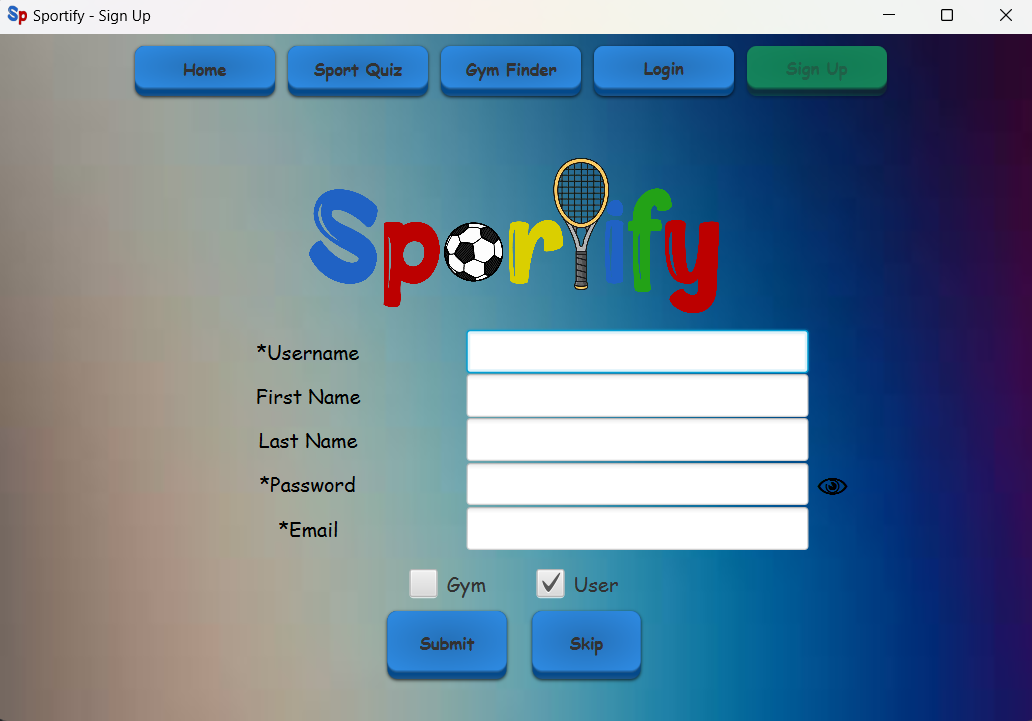 Sp Sportify - Sign Up
Home Sport Quiz Gym Finder Login Sign Up
Sportify
*Username
First Name
Last Name
*Password
*Email
Gym User
Submit Skip